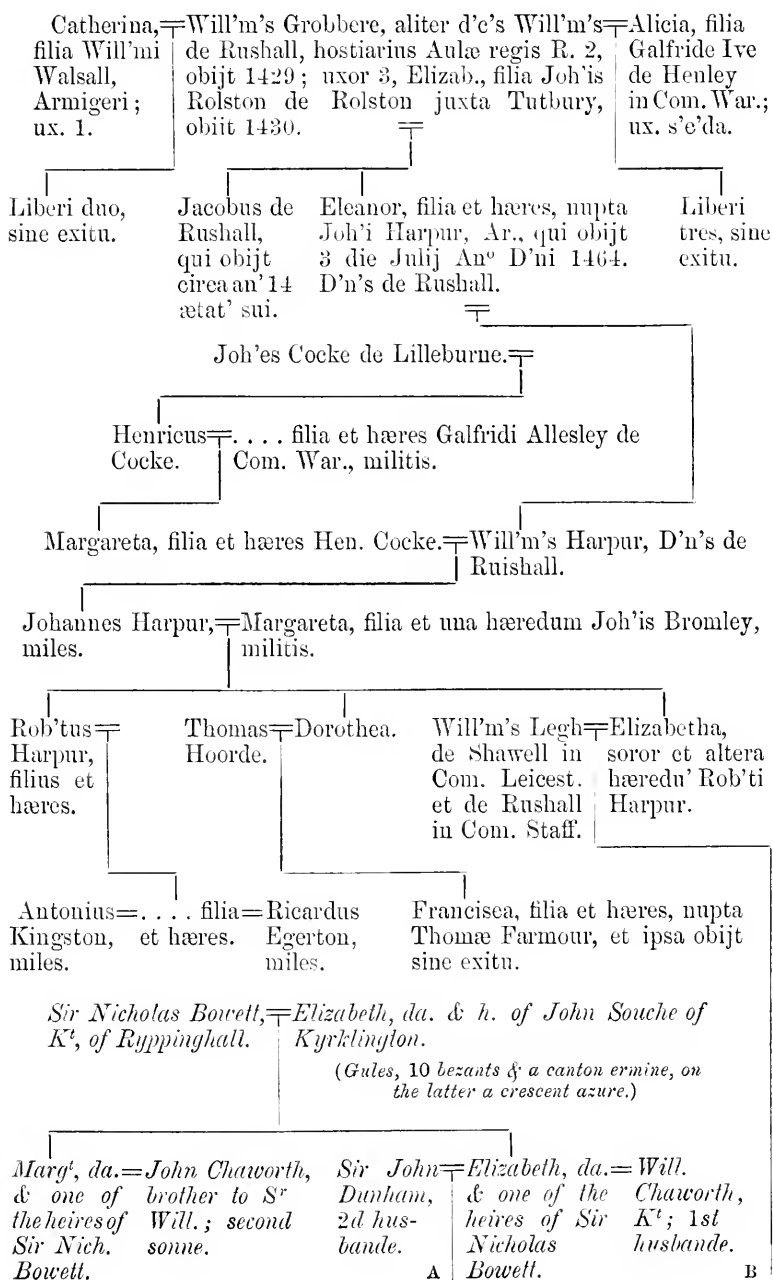 Catherina, Will'm's Grobbere, aliter d'c's Will'm's Alicia, filia
filia Will'mi de Rushall, hostiarius Aulæ regis R. 2, Galfride Ive
Walsall, obijt 1429; uxor 3, Elizab., filia Joh'is de Henley
Armigeri; Rolston de Rolston juxta Tutbury, in Com. War.;
ux. 1. obiit 1430. ux. s'e'da.
Liberi duo, Jacobus de Eleanor, filia et hæres, nupta Liberi
sine exitu. Rushall, Joh'i Harpur, Ar., qui obijt tres, sine
qui obijt 3 die Julij Anº D'ni 1464. exitu.
circa an' 14 D'n's de Rushall.
ætat' sui.
Joh'es Cocke de Lilleburne.
Henricus= . . . . filia et hæres Galfridi Allesley de
Cocke. Com. War., militis.
Margareta, filia et hæres Hen. Cocke.=Will'm's Harpur, D'n's de
Ruishall.
Johannes Harpur,=Margareta, filia et una hæredum Joh'is Bromley,
miles. militis.
Rob'tus Thomas=Dorothea. Will'm's Legh=Elizabetha,
Harpur, Hoorde. de Shawell in soror et altera
filius et Com. Leicest. hæredu' Rob'ti
hæres. et de Rushall Harpur.
in Com. Staff.
Antonius= . . . . filia=Ricardus Francisca, filia et hæres, nupta
Kingston, et hæres. Egerton, Thomæ Farmour, et ipsa obijt
miles. miles. sine exitu.
Sir Nicholas Bowett,=Elizabeth, da. & h. of John Souche of
Kᵗ, of Ryppinghall. Kyrklington.
(Gules, 10 bezants & a canton ermine, on
the latter a crescent azure.)
Margᵗ, da.=John Chaworth, Sir John=Elizabeth, da.=Will.
& one of brother to Sʳ Dunham, & one of the Chaworth,
the heires of Will.; second 2d hus- heires of Sir Kᵗ; 1st
Sir Nich. sonne. bande. Nicholas husbande.
Bowett. A Bowett. B